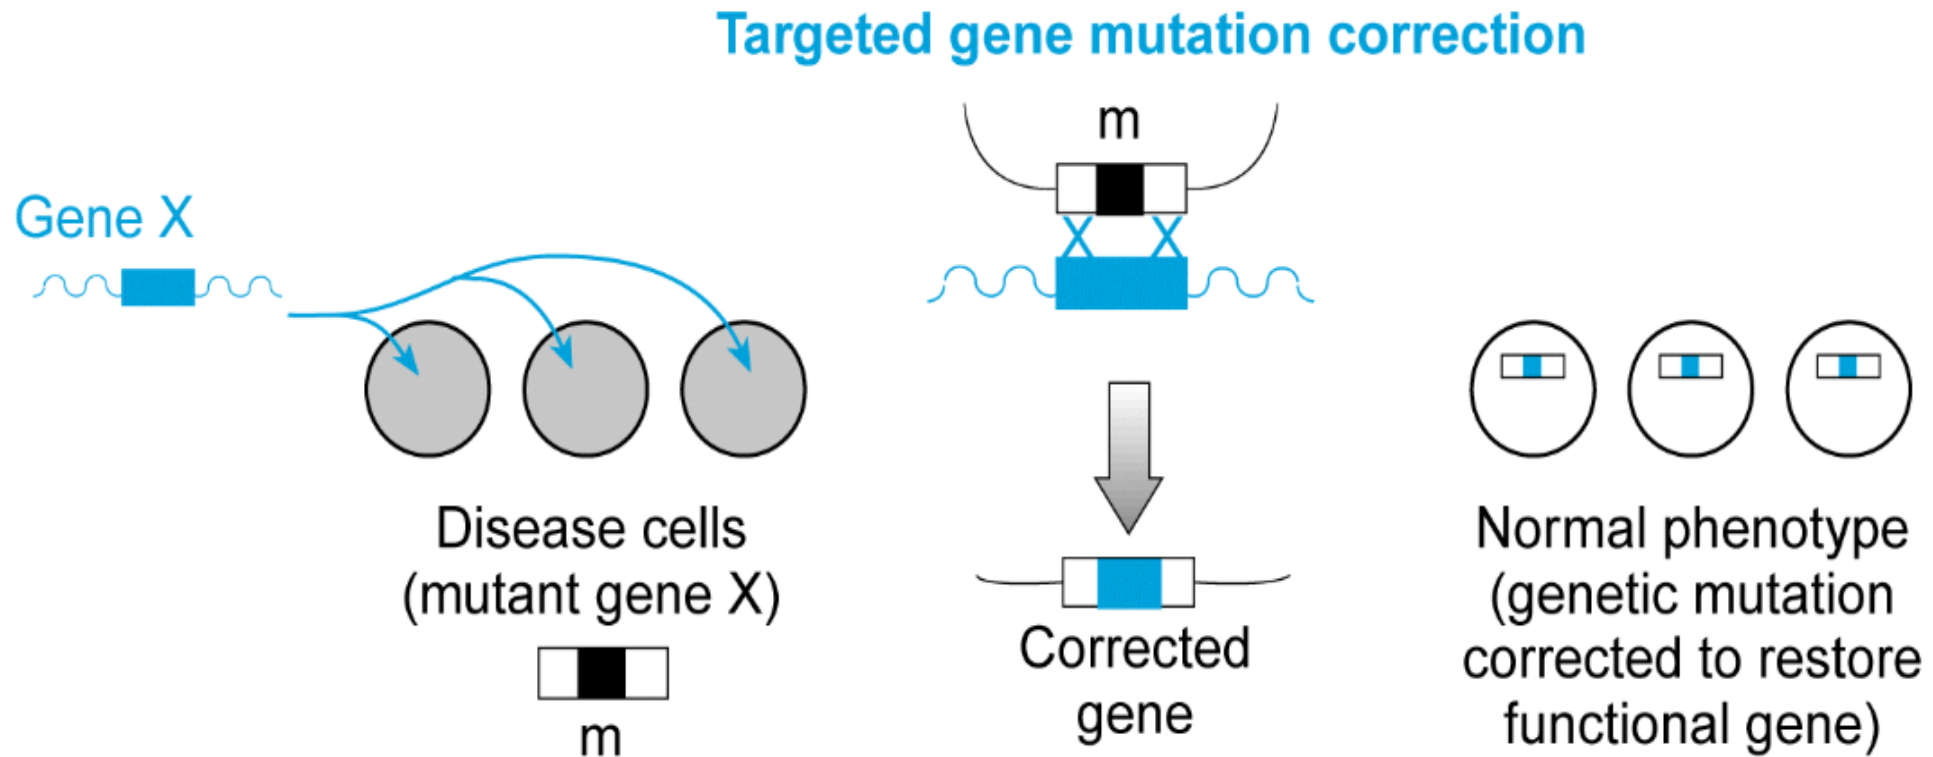 Targeted gene mutation correction
m
Gene X
Disease cells
(mutant gene X)
m
Corrected
gene
Normal phenotype
(genetic mutation
corrected to restore
functional gene)